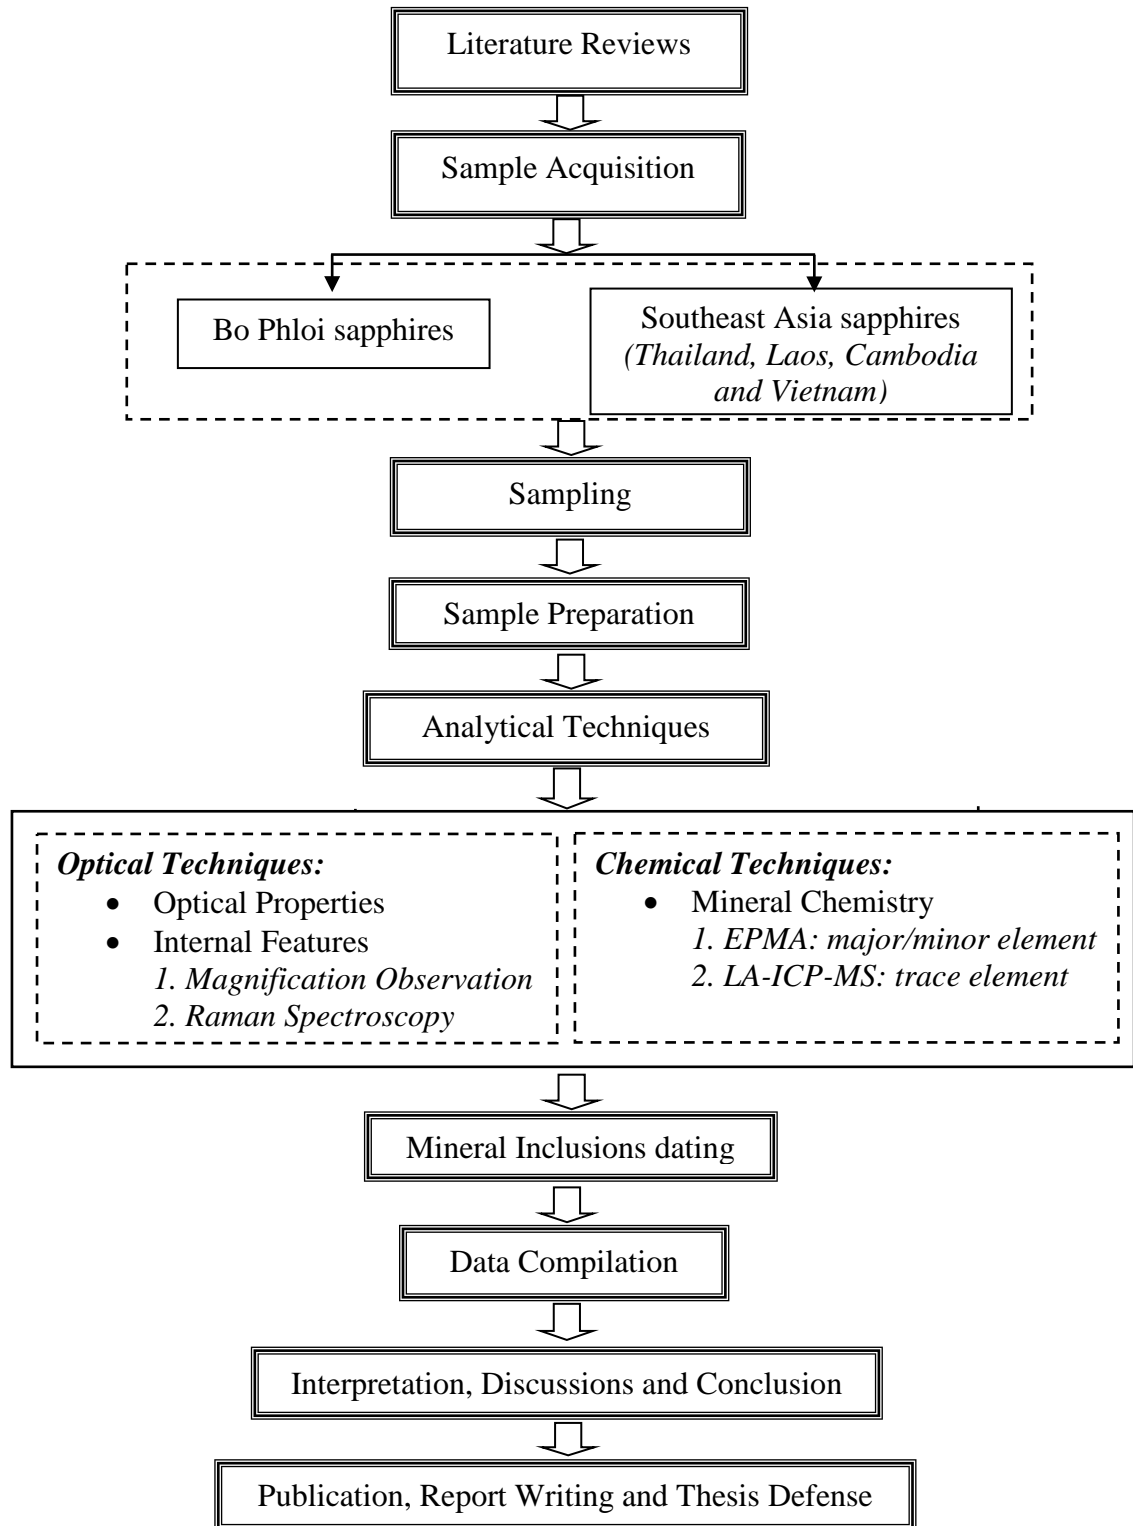 Literature Reviews
Sample Acquisition
Bo Phloi sapphires
Southeast Asia sapphires
(Thailand, Laos, Cambodia
and Vietnam)
Sampling
Sample Preparation
Analytical Techniques
Optical Techniques:
• Optical Properties
• Internal Features
1. Magnification Observation
2. Raman Spectroscopy
Chemical Techniques:
• Mineral Chemistry
1. EPMA: major/minor element
2. LA-ICP-MS: trace element
Mineral Inclusions dating
Data Compilation
Interpretation, Discussions and Conclusion
Publication, Report Writing and Thesis Defense